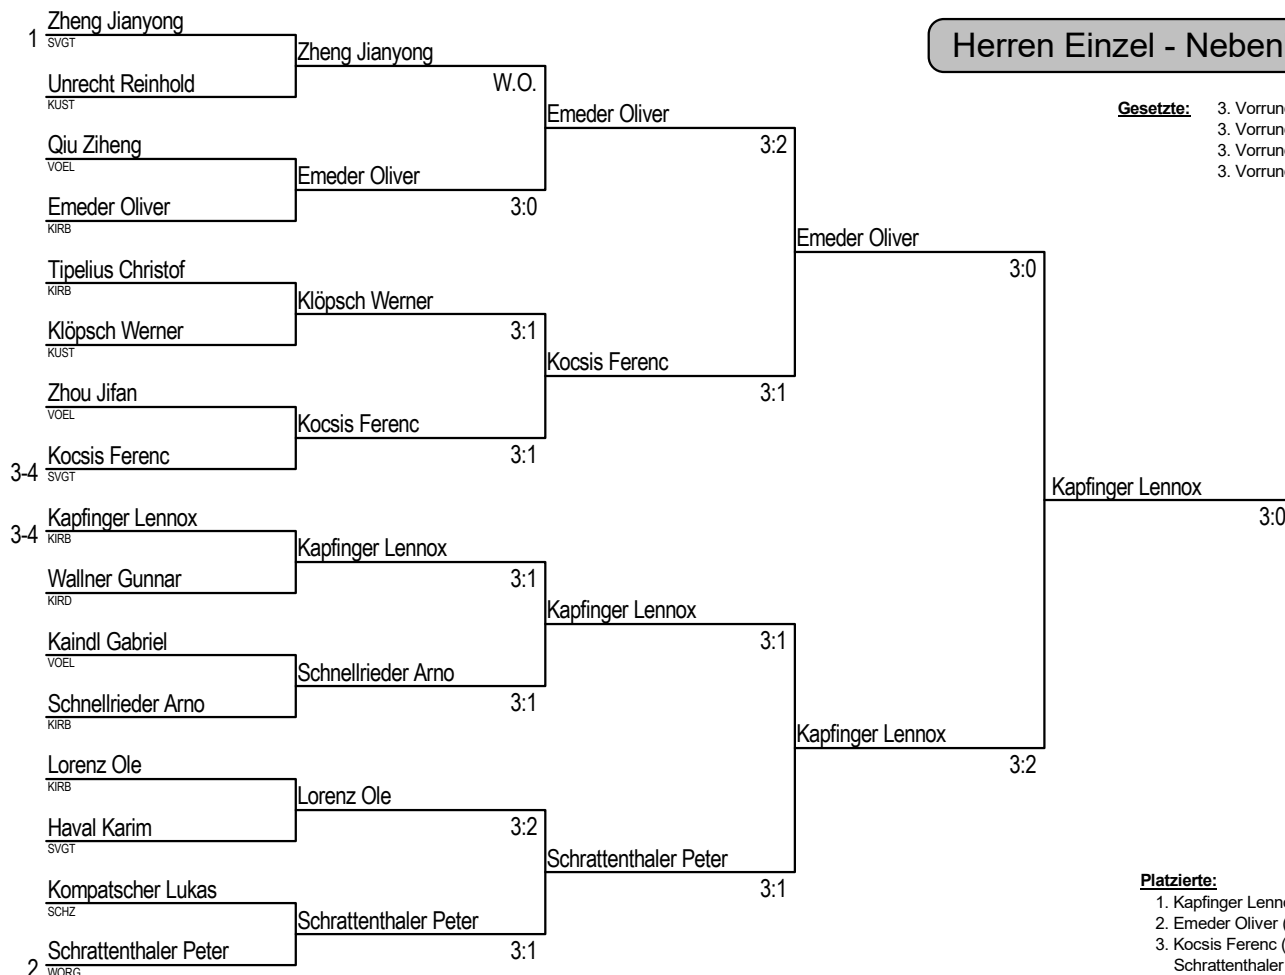 Herren Einzel - Neben
Gesetzte: 3. Vorrun
3. Vorrun
3. Vorrun
3. Vorrun
1 Zheng Jianyong
SVGT
Unrecht Reinhold
KUST
Qiu Ziheng
VOEL
Emeder Oliver
KIRB
Tipelius Christof
KIRB
Klöpsch Werner
KUST
Zhou Jifan
VOEL
3-4 Kocsis Ferenc
SVGT
3-4 Kapfinger Lennox
KIRB
Wallner Gunnar
KIRD
Kaindl Gabriel
VOEL
Schnellrieder Arno
KIRB
Lorenz Ole
KIRB
Haval Karim
SVGT
Kompatscher Lukas
SCHZ
2 Schrattenthaler Peter
WORG
Zheng Jianyong
W.O.
Emeder Oliver
3:0
Klöpsch Werner
3:1
Kocsis Ferenc
3:1
Kapfinger Lennox
3:1
Schnellrieder Arno
3:1
Lorenz Ole
3:2
Schrattenthaler Peter
3:1
Emeder Oliver
3:2
Kocsis Ferenc
3:1
Kapfinger Lennox
3:1
Schrattenthaler Peter
3:1
Emeder Oliver
3:0
Kapfinger Lennox
3:2
Kapfinger Lennox
3:0
Platzierte:
1. Kapfinger Lenn
2. Emeder Oliver (
3. Kocsis Ferenc (
Schrattenthaler